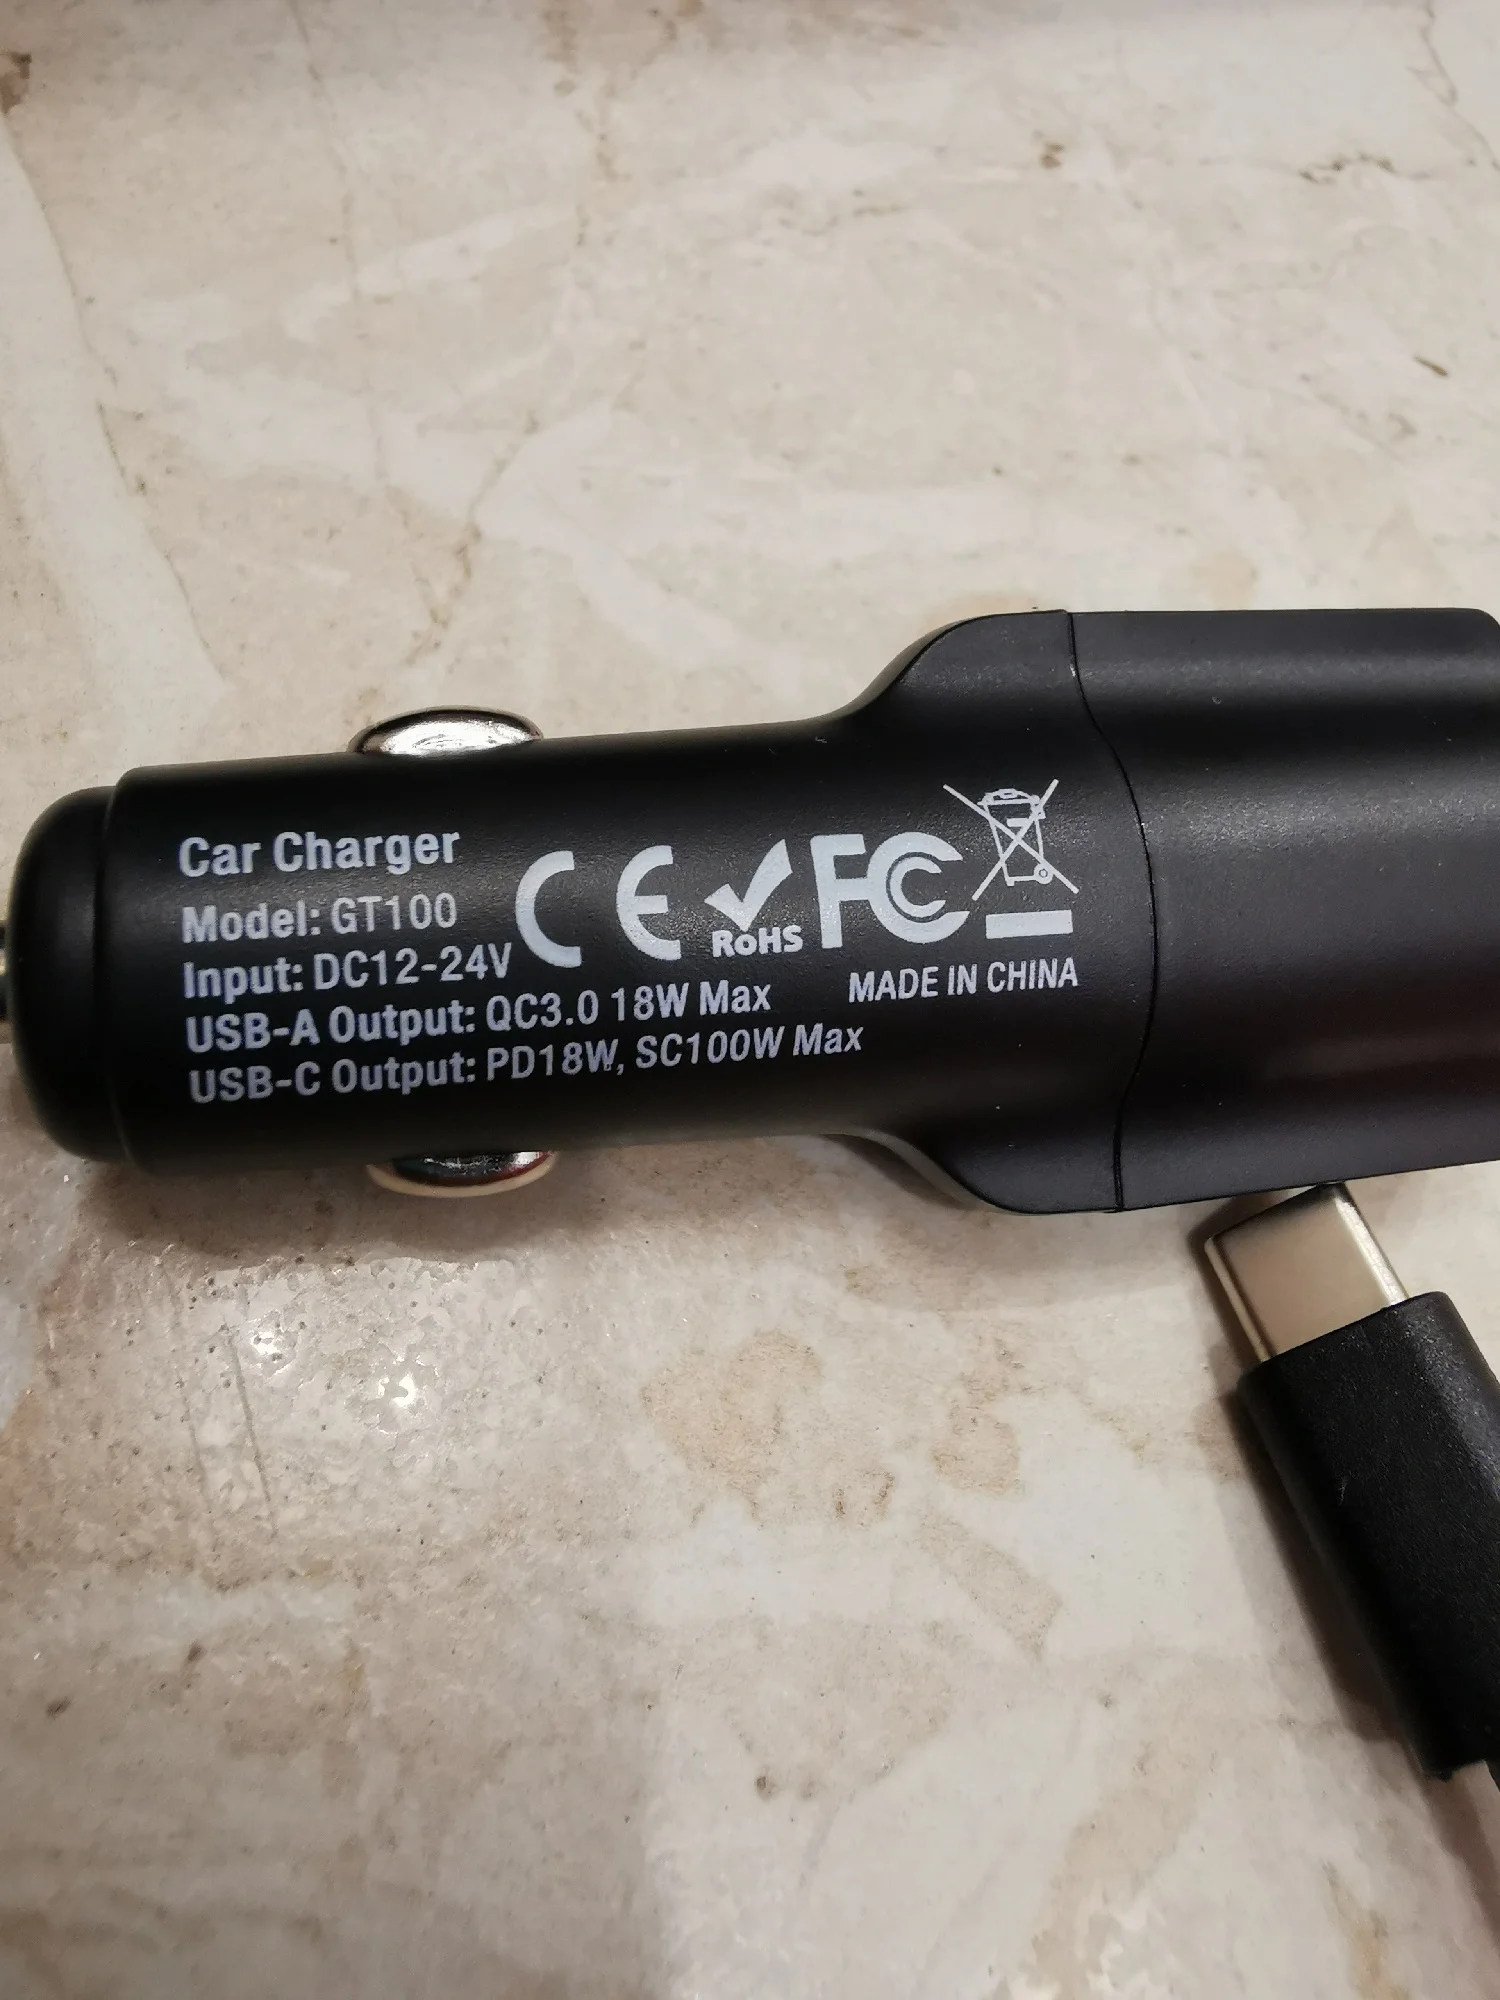 Car Charger
Model: GT100
Input: DC12-24V
USB-A Output: QC3.0 18W Max
USB-C Output: PD18W, SC100W Max
CE RoHS FC
MADE IN CHINA